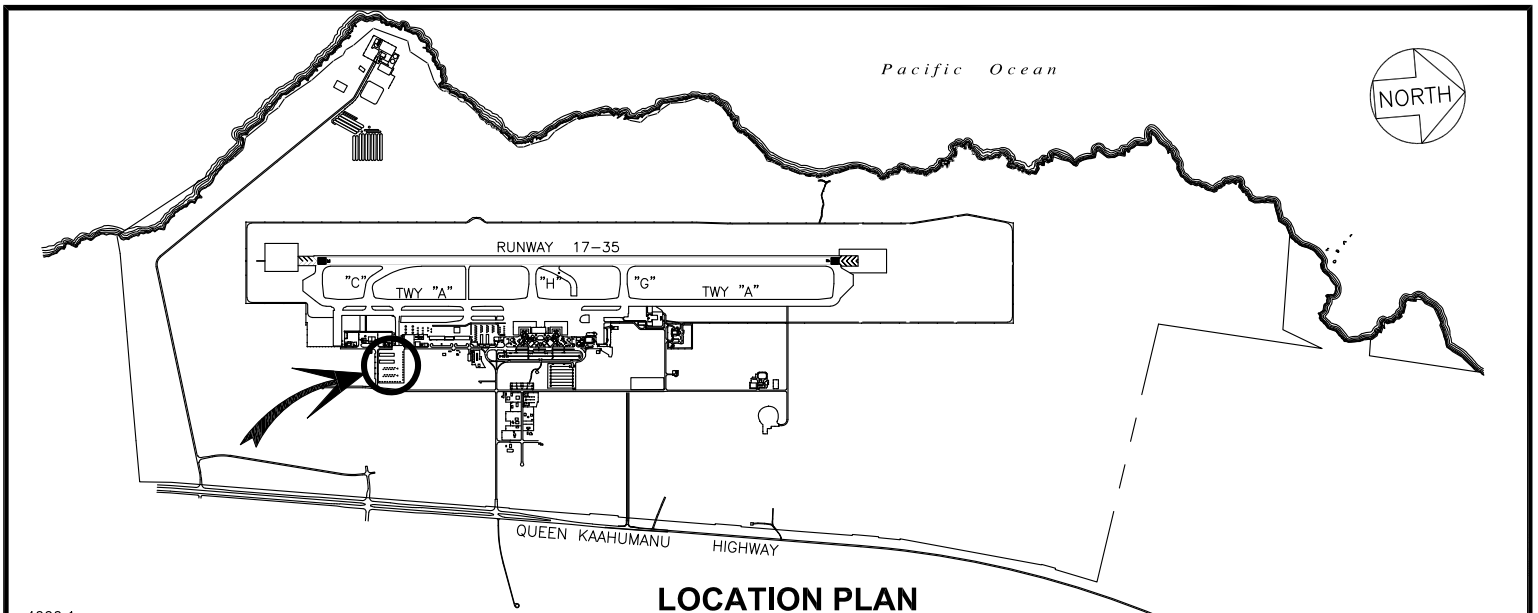 Pacific Ocean
NORTH
RUNWAY 17-35
"C"
"H"
"G"
TWY "A"
TWY "A"
QUEEN KAAHUMANU HIGHWAY
LOCATION PLAN